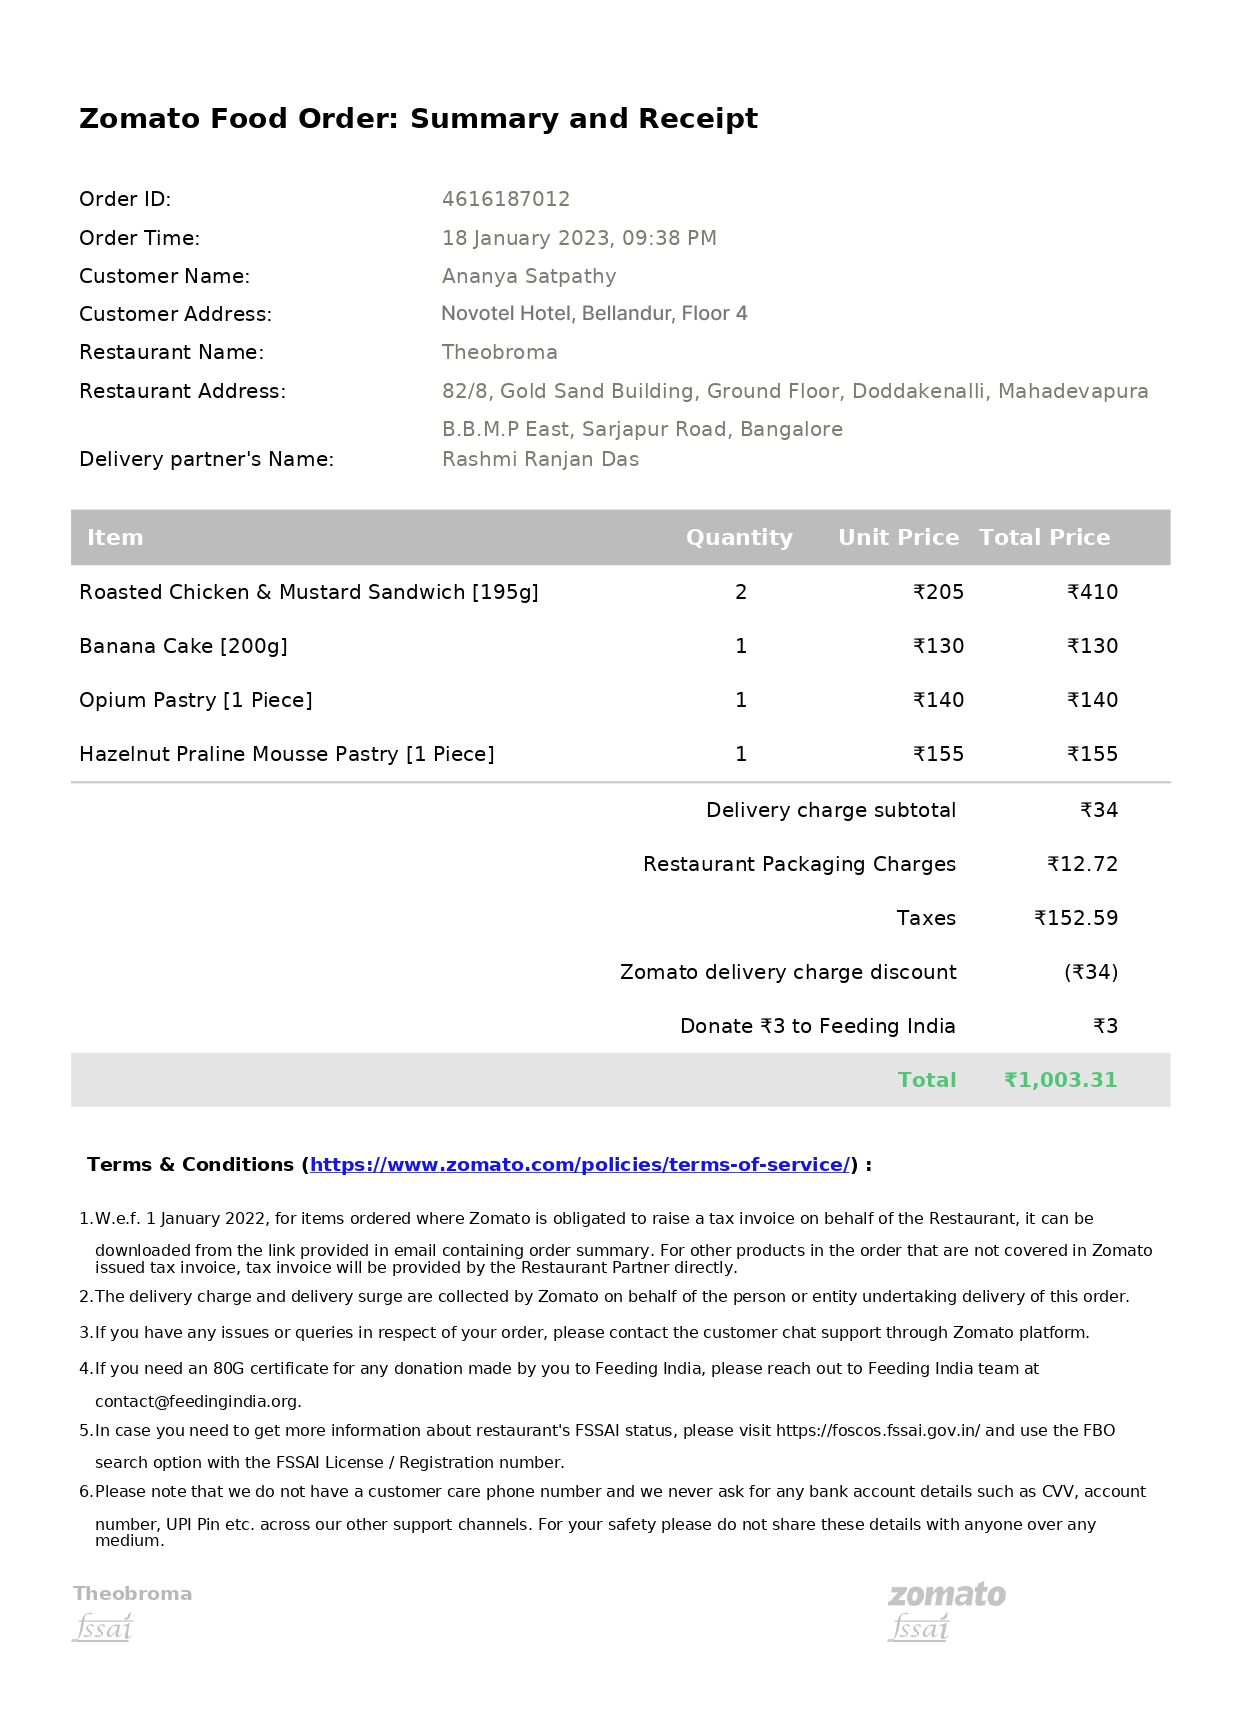 Zomato Food Order: Summary and Receipt
Order ID: 4616187012
Order Time: 18 January 2023, 09:38 PM
Customer Name: Ananya Satpathy
Customer Address: Novotel Hotel, Bellandur, Floor 4
Restaurant Name: Theobroma
Restaurant Address: 82/8, Gold Sand Building, Ground Floor, Doddakenalli, Mahadevapura
B.B.M.P East, Sarjapur Road, Bangalore
Delivery partner's Name: Rashmi Ranjan Das
Item Quantity Unit Price Total Price
Roasted Chicken & Mustard Sandwich [195g] 2 ₹205 ₹410
Banana Cake [200g] 1 ₹130 ₹130
Opium Pastry [1 Piece] 1 ₹140 ₹140
Hazelnut Praline Mousse Pastry [1 Piece] 1 ₹155 ₹155
Delivery charge subtotal ₹34
Restaurant Packaging Charges ₹12.72
Taxes ₹152.59
Zomato delivery charge discount (₹34)
Donate ₹3 to Feeding India ₹3
Total ₹1,003.31
Terms & Conditions (https://www.zomato.com/policies/terms-of-service/) :
1.W.e.f. 1 January 2022, for items ordered where Zomato is obligated to raise a tax invoice on behalf of the Restaurant, it can be
downloaded from the link provided in email containing order summary. For other products in the order that are not covered in Zomato
issued tax invoice, tax invoice will be provided by the Restaurant Partner directly.
2.The delivery charge and delivery surge are collected by Zomato on behalf of the person or entity undertaking delivery of this order.
3.If you have any issues or queries in respect of your order, please contact the customer chat support through Zomato platform.
4.If you need an 80G certificate for any donation made by you to Feeding India, please reach out to Feeding India team at
contact@feedingindia.org.
5.In case you need to get more information about restaurant's FSSAI status, please visit https://foscos.fssai.gov.in/ and use the FBO
search option with the FSSAI License / Registration number.
6.Please note that we do not have a customer care phone number and we never ask for any bank account details such as CVV, account
number, UPI Pin etc. across our other support channels. For your safety please do not share these details with anyone over any
medium.
Theobroma zomato
fssai fssai